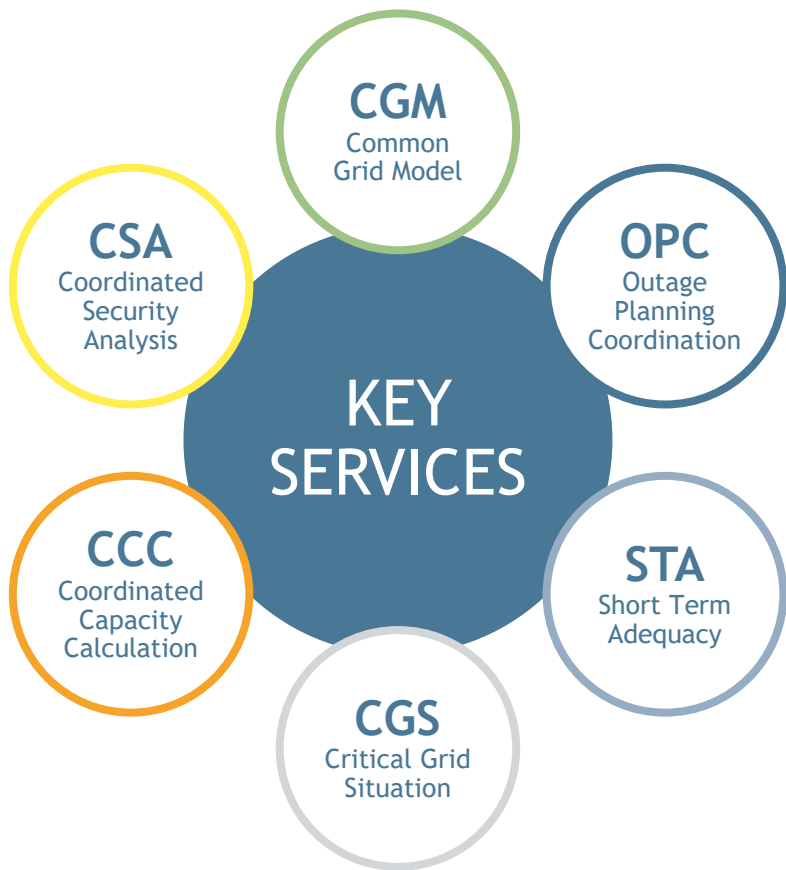 CGM
Common
Grid Model
OPC
Outage
Planning
Coordination
STA
Short Term
Adequacy
CGS
Critical Grid
Situation
CCC
Coordinated
Capacity
Calculation
CSA
Coordinated
Security
Analysis
KEY
SERVICES